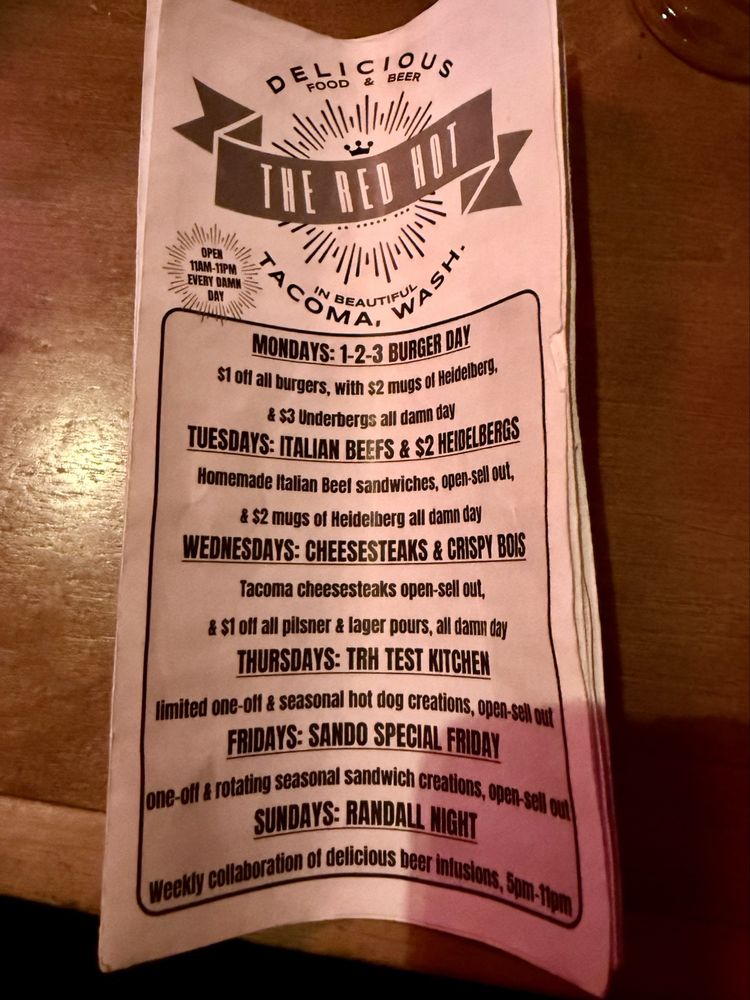 DELICIOUS
FOOD & BEER
THE RED HOT
IN BEAUTIFUL
TACOMA, WASH.
OPEN
11AM-11PM
EVERY DAMN
DAY
MONDAYS: 1-2-3 BURGER DAY
$1 off all burgers, with $2 mugs of Heidelberg,
& $3 Underbergs all damn day
TUESDAYS: ITALIAN BEEFS & $2 HEIDELBERGS
Homemade Italian Beef sandwiches, open-sell out,
& $2 mugs of Heidelberg all damn day
WEDNESDAYS: CHEESESTEAKS & CRISPY BOIS
Tacoma cheesesteaks open-sell out,
& $1 off all pilsner & lager pours, all damn day
THURSDAYS: TRH TEST KITCHEN
limited one-off & seasonal hot dog creations, open-sell out
FRIDAYS: SANDO SPECIAL FRIDAY
one-off & rotating seasonal sandwich creations, open-sell out
SUNDAYS: RANDALL NIGHT
Weekly collaboration of delicious beer infusions, 5pm-11pm